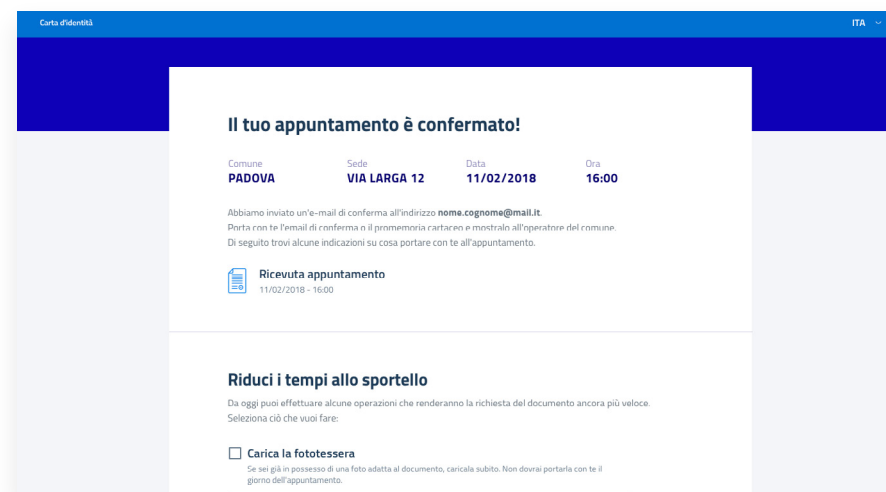 Carta d'identità
ITA
Il tuo appuntamento è confermato!
Comune Sede Data Ora
PADOVA VIA LARGA 12 11/02/2018 16:00
Abbiamo inviato un'e-mail di conferma all'indirizzo nome.cognome@mail.it.
Porta con te l'email di conferma o il promemoria cartaceo e mostralo all'operatore del comune.
Di seguito trovi alcune indicazioni su cosa portare con te all'appuntamento.
Ricevuta appuntamento
11/02/2018 - 16:00
Riduci i tempi allo sportello
Da oggi puoi effettuare alcune operazioni che renderanno la richiesta del documento ancora più veloce.
Seleziona ciò che vuoi fare:
Carica la fototessera
Se sei già in possesso di una foto adatta al documento, caricala subito. Non dovrai portarla con te il
giorno dell'appuntamento.